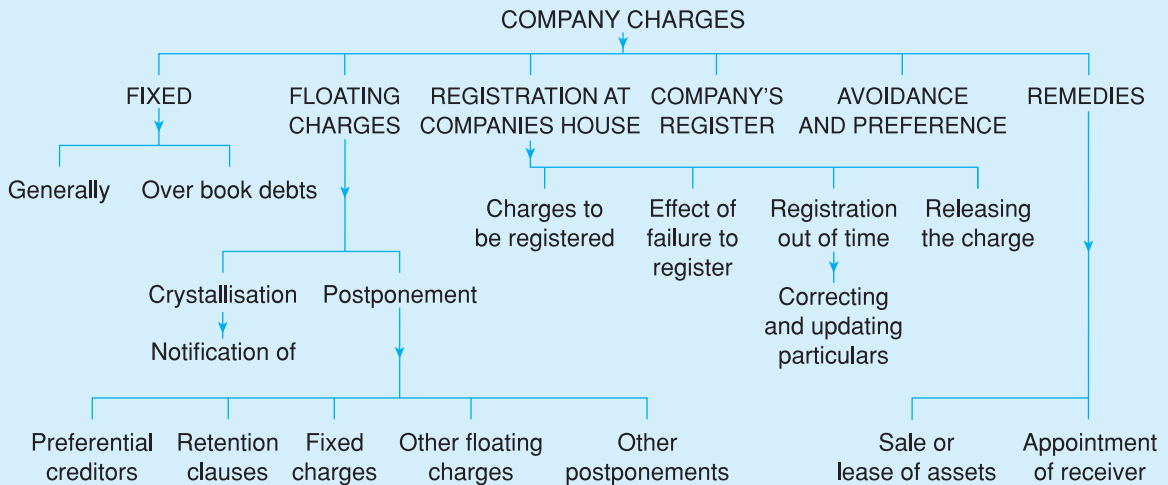 COMPANY CHARGES
FIXED
FLOATING
CHARGES
REGISTRATION AT
COMPANIES HOUSE
COMPANY'S
REGISTER
AVOIDANCE
AND PREFERENCE
REMEDIES
Generally
Over book debts
Charges to
be registered
Effect of
failure to
register
Registration
out of time
Releasing
the charge
Crystallisation
Postponement
Correcting
and updating
particulars
Notification of
Preferential
creditors
Retention
clauses
Fixed
charges
Other floating
charges
Other
postponements
Sale or
lease of assets
Appointment
of receiver